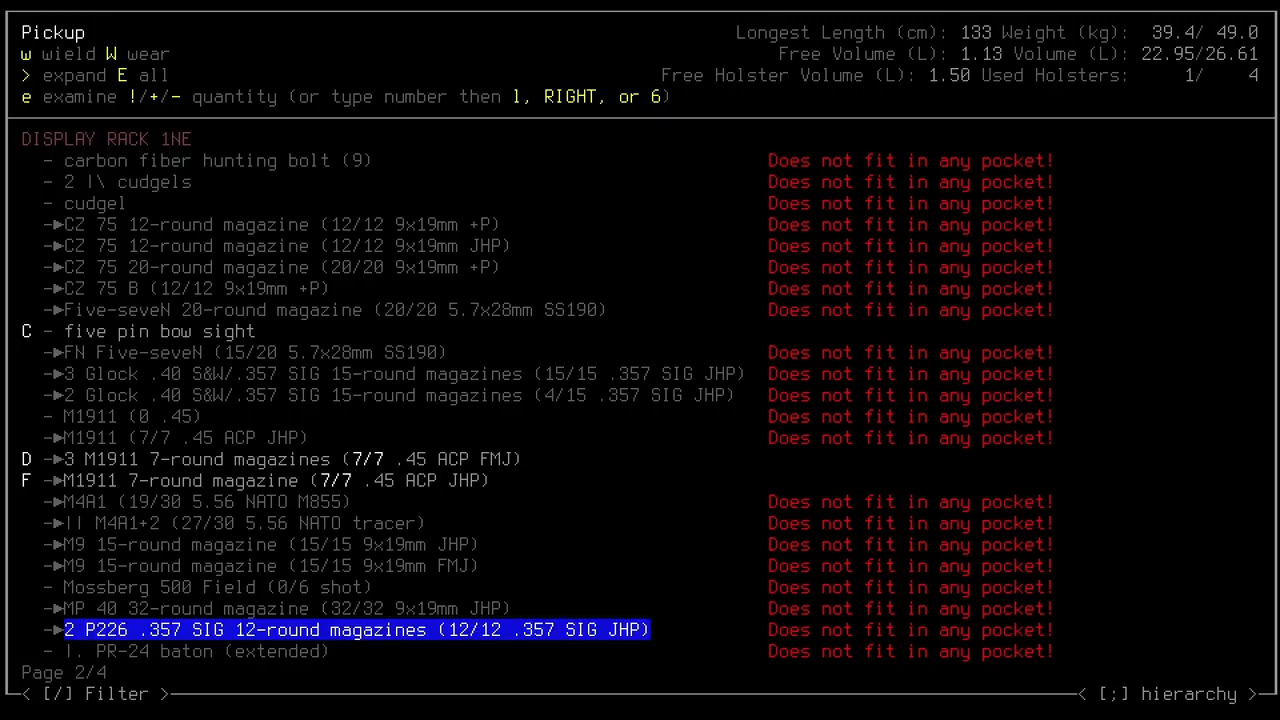 Pickup Longest Length (cm): 133 Weight (kg): 39.4/ 49.0
w wield W wear Free Volume (L): 1.13 Volume (L): 22.95/26.61
> expand E all Free Holster Volume (L): 1.50 Used Holsters: 1/ 4
e examine !/+/- quantity (or type number then l, RIGHT, or 6)
DISPLAY RACK 1NE
- carbon fiber hunting bolt (9) Does not fit in any pocket!
- 2 |\ cudgels Does not fit in any pocket!
- cudgel Does not fit in any pocket!
-►CZ 75 12-round magazine (12/12 9x19mm +P) Does not fit in any pocket!
-►CZ 75 12-round magazine (12/12 9x19mm JHP) Does not fit in any pocket!
-►CZ 75 20-round magazine (20/20 9x19mm +P) Does not fit in any pocket!
-►CZ 75 B (12/12 9x19mm +P) Does not fit in any pocket!
-►Five-seveN 20-round magazine (20/20 5.7x28mm SS190) Does not fit in any pocket!
C - five pin bow sight
-►FN Five-seveN (15/20 5.7x28mm SS190) Does not fit in any pocket!
-►3 Glock .40 S&W/.357 SIG 15-round magazines (15/15 .357 SIG JHP) Does not fit in any pocket!
-►2 Glock .40 S&W/.357 SIG 15-round magazines (4/15 .357 SIG JHP) Does not fit in any pocket!
- M1911 (0 .45) Does not fit in any pocket!
-►M1911 (7/7 .45 ACP JHP) Does not fit in any pocket!
D -►3 M1911 7-round magazines (7/7 .45 ACP FMJ)
F -►M1911 7-round magazine (7/7 .45 ACP JHP)
-►M4A1 (19/30 5.56 NATO M855) Does not fit in any pocket!
-►|| M4A1+2 (27/30 5.56 NATO tracer) Does not fit in any pocket!
-►M9 15-round magazine (15/15 9x19mm JHP) Does not fit in any pocket!
-►M9 15-round magazine (15/15 9x19mm FMJ) Does not fit in any pocket!
- Mossberg 500 Field (0/6 shot) Does not fit in any pocket!
-►MP 40 32-round magazine (32/32 9x19mm JHP) Does not fit in any pocket!
-►2 P226 .357 SIG 12-round magazines (12/12 .357 SIG JHP) Does not fit in any pocket!
- |. PR-24 baton (extended) Does not fit in any pocket!
Page 2/4
< [/] Filter > < [;] hierarchy >